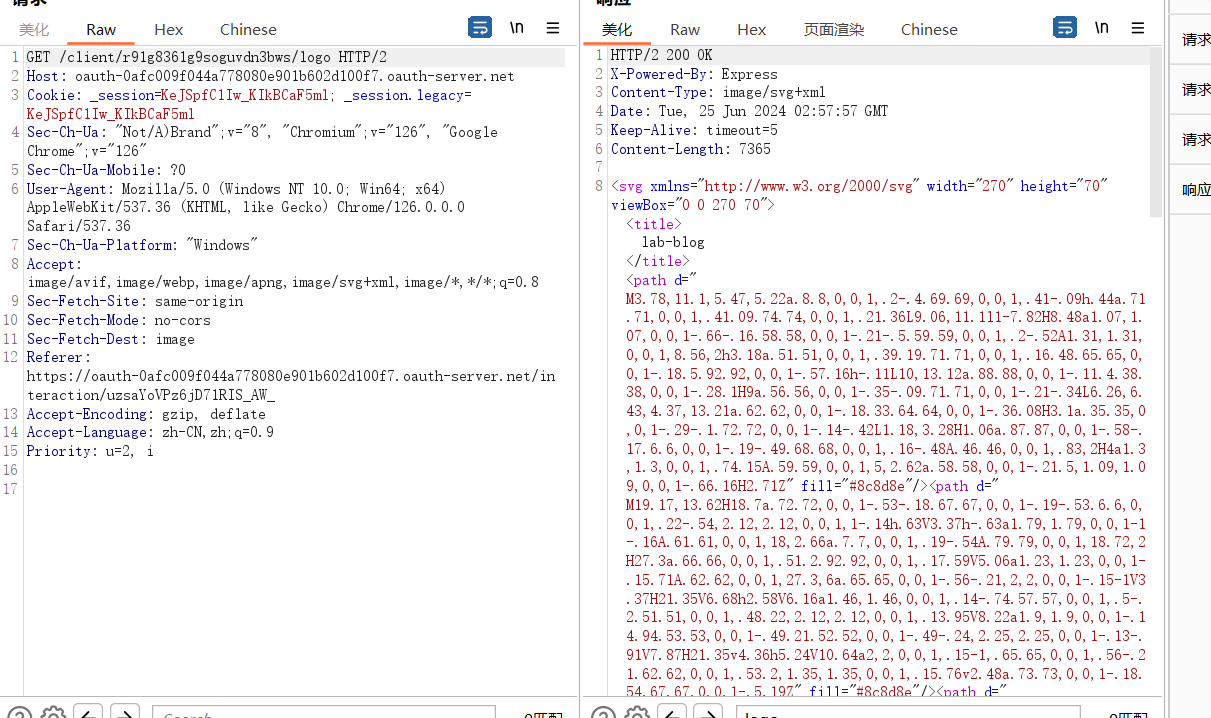 美化
Raw
Hex
Chinese
\n
1 GET /client/r91g8361g9soguvdn3bws/logo HTTP/2
2 Host: oauth-0afc009f044a778080e901b602d100f7.oauth-server.net
3 Cookie: _session=KeJSpfC1Iw_KIkBCaF5ml; _session.legacy=
KeJSpfC1Iw_KIkBCaF5ml
4 Sec-Ch-Ua: "Not/A)Brand";v="8", "Chromium";v="126", "Google
Chrome";v="126"
5 Sec-Ch-Ua-Mobile: ?0
6 User-Agent: Mozilla/5.0 (Windows NT 10.0; Win64; x64)
AppleWebKit/537.36 (KHTML, like Gecko) Chrome/126.0.0.0
Safari/537.36
7 Sec-Ch-Ua-Platform: "Windows"
8 Accept:
image/avif,image/webp,image/apng,image/svg+xml,image/*,*/*;q=0.8
9 Sec-Fetch-Site: same-origin
10 Sec-Fetch-Mode: no-cors
11 Sec-Fetch-Dest: image
12 Referer:
https://oauth-0afc009f044a778080e901b602d100f7.oauth-server.net/in
teraction/uzsaYoVPz6jD71RIS_AW_
13 Accept-Encoding: gzip, deflate
14 Accept-Language: zh-CN,zh;q=0.9
15 Priority: u=2, i
16
17
响应
美化
Raw
Hex
页面渲染
Chinese
\n
1 HTTP/2 200 OK
2 X-Powered-By: Express
3 Content-Type: image/svg+xml
4 Date: Tue, 25 Jun 2024 02:57:57 GMT
5 Keep-Alive: timeout=5
6 Content-Length: 7365
7
8 <svg xmlns="http://www.w3.org/2000/svg" width="270" height="70"
viewBox="0 0 270 70">
<title>
lab-blog
</title>
<path d="
M3.78,11.1,5.47,5.22a.8.8,0,0,1,.2-.4.69.69,0,0,1,.41-.09h.44a.71
.71,0,0,1,.41.09.74.74,0,0,1,.21.36L9.06,11.111-7.82H8.48a1.07,1.
07,0,0,1-.66-.16.58.58,0,0,1-.21-.5.59.59,0,0,1,.2-.52A1.31,1.31,
0,0,1,8.56,2h3.18a.51.51,0,0,1,.39.19.71.71,0,0,1,.16.48.65.65,0,
0,1-.18.5.92.92,0,0,1-.57.16h-.11L10,13.12a.88.88,0,0,1-.11.4.38.
38,0,0,1-.28.1H9a.56.56,0,0,1-.35-.09.71.71,0,0,1-.21-.34L6.26,6.
43,4.37,13.21a.62.62,0,0,1-.18.33.64.64,0,0,1-.36.08H3.1a.35.35,0
,0,1-.29-.1.72.72,0,0,1-.14-.42L1.18,3.28H1.06a.87.87,0,0,1-.58-.
17.6.6,0,0,1-.19-.49.68.68,0,0,1,.16-.48A.46.46,0,0,1,.83,2H4a1.3
,1.3,0,0,1,.74.15A.59.59,0,0,1,5,2.62a.58.58,0,0,1-.21.5,1.09,1.0
9,0,0,1-.66.16H2.71Z" fill="#8c8d8e"/><path d="
M19.17,13.62H18.7a.72.72,0,0,1-.53-.18.67.67,0,0,1-.19-.53.6.6,0,
0,1,.22-.54,2.12,2.12,0,0,1,1-.14h.63V3.37h-.63a1.79,1.79,0,0,1-1
-.16A.61.61,0,0,1,18,2.66a.7.7,0,0,1,.19-.54A.79.79,0,0,1,18.72,2
H27.3a.66.66,0,0,1,.51.2.92.92,0,0,1,.17.59V5.06a1.23,1.23,0,0,1-
.15.71A.62.62,0,0,1,27.3,6a.65.65,0,0,1-.56-.21,2,2,0,0,1-.15-1V3
.37H21.35V6.68h2.58V6.16a1.46,1.46,0,0,1,.14-.74.57.57,0,0,1,.5-.
2.51.51,0,0,1,.48.22,2.12,2.12,0,0,1,.13.95V8.22a1.9,1.9,0,0,1-.1
4.94.53.53,0,0,1-.49.21.52.52,0,0,1-.49-.24,2.25,2.25,0,0,1-.13-.
91V7.87H21.35v4.36h5.24V10.64a2,2,0,0,1,.15-1,.65.65,0,0,1,.56-.2
1.62.62,0,0,1,.53.2,1.35,1.35,0,0,1,.15.76v2.48a.73.73,0,0,1-.18.
54.67.67,0,0,1-.5.19Z" fill="#8c8d8e"/><path d="
请求
请求
请求
响应
Search
0匹配
logo
0匹配